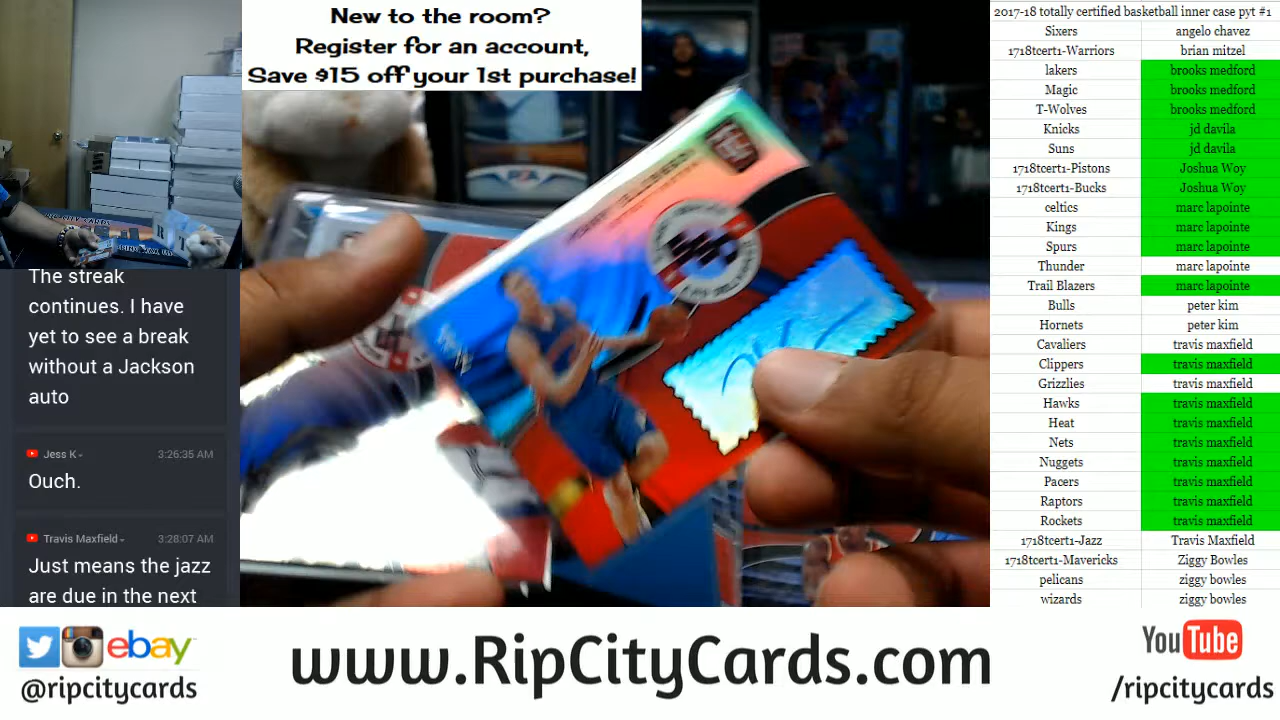 New to the room?
Register for an account,
Save $15 off your 1st purchase!
The streak
continues. I have
yet to see a break
without a Jackson
auto
Jess K
3:26:35 AM
Ouch.
Travis Maxfield
3:28:07 AM
Just means the jazz
are due in the next
2017-18 totally certified basketball inner case pyt #1
Sixers angelo chavez
1718tcert1-Warriors brian mitzel
lakers brooks medford
Magic brooks medford
T-Wolves brooks medford
Knicks jd davila
Suns jd davila
1718tcert1-Pistons Joshua Woy
1718tcert1-Bucks Joshua Woy
celtics marc lapointe
Kings marc lapointe
Spurs marc lapointe
Thunder marc lapointe
Trail Blazers marc lapointe
Bulls peter kim
Hornets peter kim
Cavaliers travis maxfield
Clippers travis maxfield
Grizzlies travis maxfield
Hawks travis maxfield
Heat travis maxfield
Nets travis maxfield
Nuggets travis maxfield
Pacers travis maxfield
Raptors travis maxfield
Rockets travis maxfield
1718tcert1-Jazz Travis Maxfield
1718tcert1-Mavericks Ziggy Bowles
pelicans ziggy bowles
wizards ziggy bowles
ebay
@ripcitycards
www.RipCityCards.com
YouTube
/ripcitycards